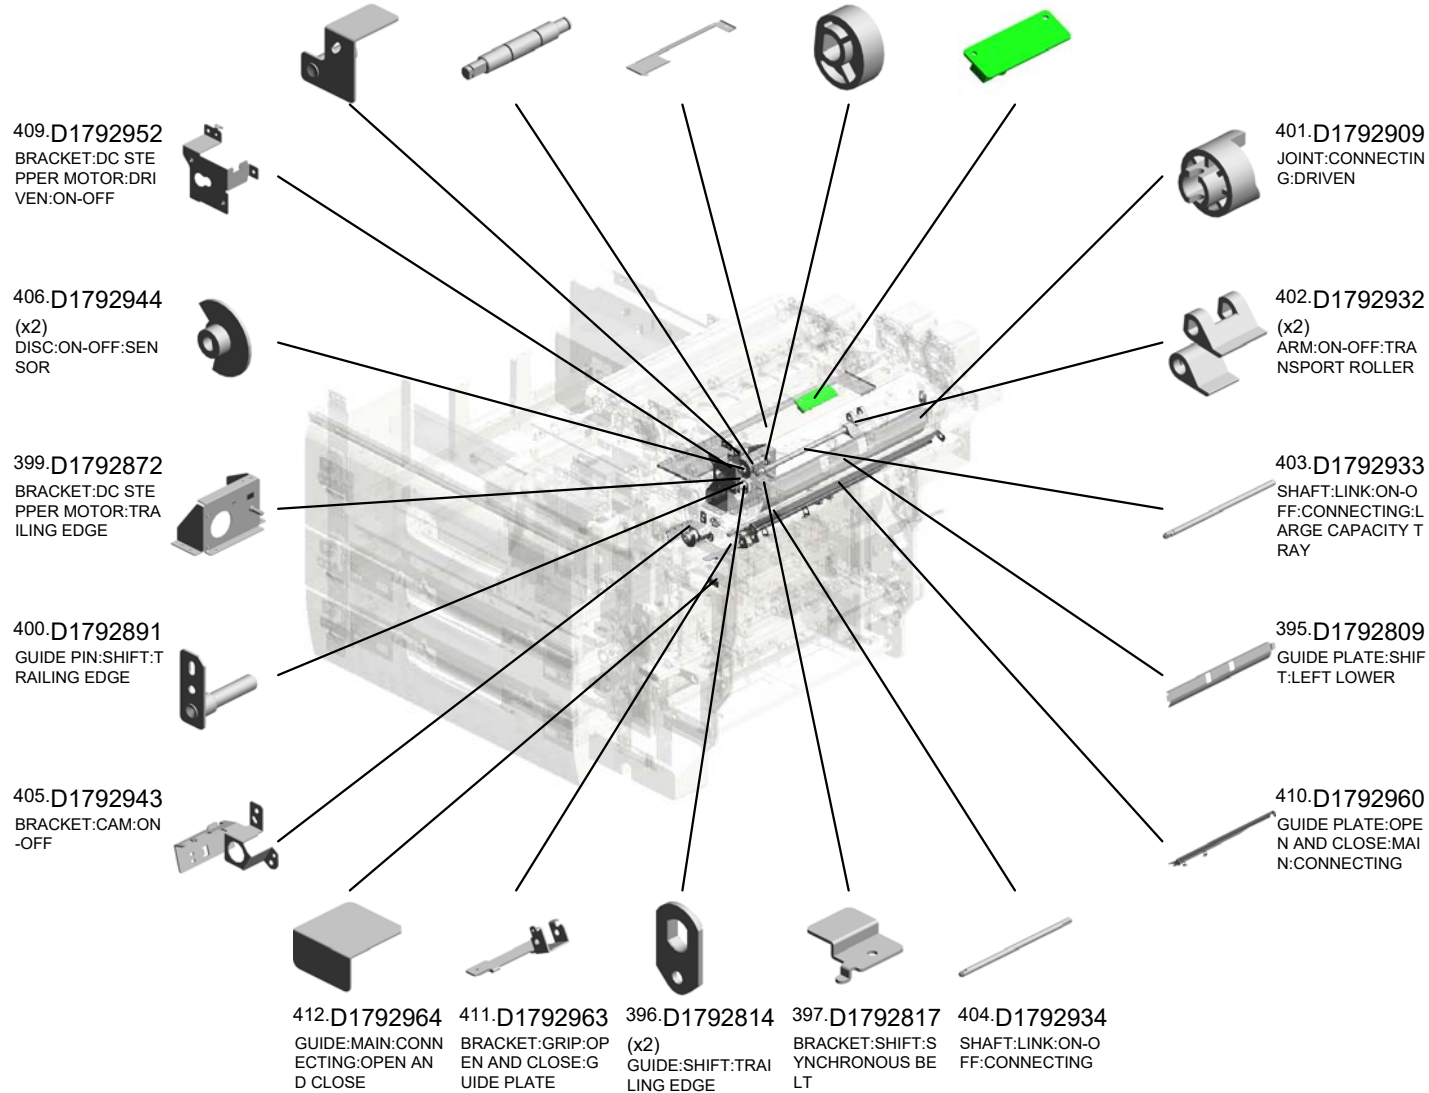 409.D1792952
BRACKET:DC STE
PPER MOTOR:DRI
VEN:ON-OFF
406.D1792944
(x2)
DISC:ON-OFF:SEN
SOR
399.D1792872
BRACKET:DC STE
PPER MOTOR:TRA
ILING EDGE
400.D1792891
GUIDE PIN:SHIFT:T
RAILING EDGE
405.D1792943
BRACKET:CAM:ON
-OFF
412.D1792964
GUIDE:MAIN:CONN
ECTING:OPEN AN
D CLOSE
411.D1792963
BRACKET:GRIP:OP
EN AND CLOSE:G
UIDE PLATE
396.D1792814
(x2)
GUIDE:SHIFT:TRAI
LING EDGE
397.D1792817
BRACKET:SHIFT:S
YNCHRONOUS BE
LT
404.D1792934
SHAFT:LINK:ON-O
FF:CONNECTING
401.D1792909
JOINT:CONNECTIN
G:DRIVEN
402.D1792932
(x2)
ARM:ON-OFF:TRA
NSPORT ROLLER
403.D1792933
SHAFT:LINK:ON-O
FF:CONNECTING:L
ARGE CAPACITY T
RAY
395.D1792809
GUIDE PLATE:SHIF
T:LEFT LOWER
410.D1792960
GUIDE PLATE:OPE
N AND CLOSE:MAI
N:CONNECTING